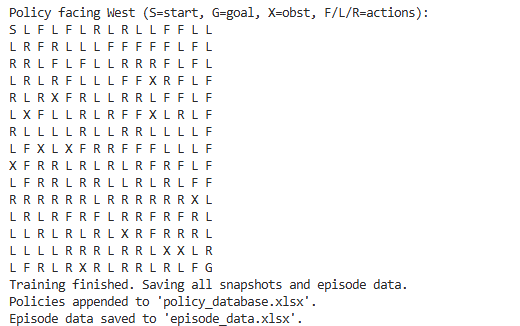 Policy facing West (S=start, G=goal, X=obst, F/L/R=actions):
S L F L F L R L R L L F F L L
L R F R L L L F F F F F L F L
R R L F L F L L R R R F L F L
L R L R F L L L F F X R F L F
R L R X F R L L R R L F F L F
L X F L L R L R F F X L R L F
R L L L L R L L R R L L L L F
L F X L X F R R F F F L L L F
X F R R L R L R L R F R F L F
L F R R L R R L L R L R L F F
R R R R R R L R R R R R R X L
L R L R F R F L R R F R F R L
L L R L R L R L X R F R R R L
L L L L R R R L R R L X X L R
L F R L R X R L R R L R L F G
Training finished. Saving all snapshots and episode data.
Policies appended to 'policy_database.xlsx'.
Episode data saved to 'episode_data.xlsx'.